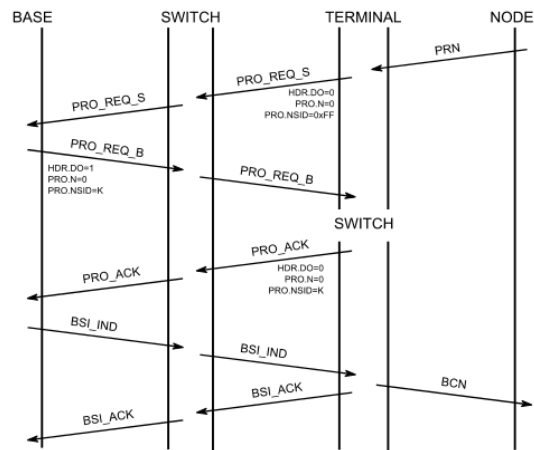 BASE SWITCH TERMINAL NODE
PRN
PRO_REQ_S
HDR.DO=0
PRO.N=0
PRO.NSID=0xFF
PRO_REQ_S
PRO_REQ_B
HDR.DO=1
PRO.N=0
PRO.NSID=K
PRO_REQ_B
SWITCH
PRO_ACK
HDR.DO=0
PRO.N=0
PRO.NSID=K
PRO_ACK
BSI_IND
BSI_IND
BCN
BSI_ACK
BSI_ACK